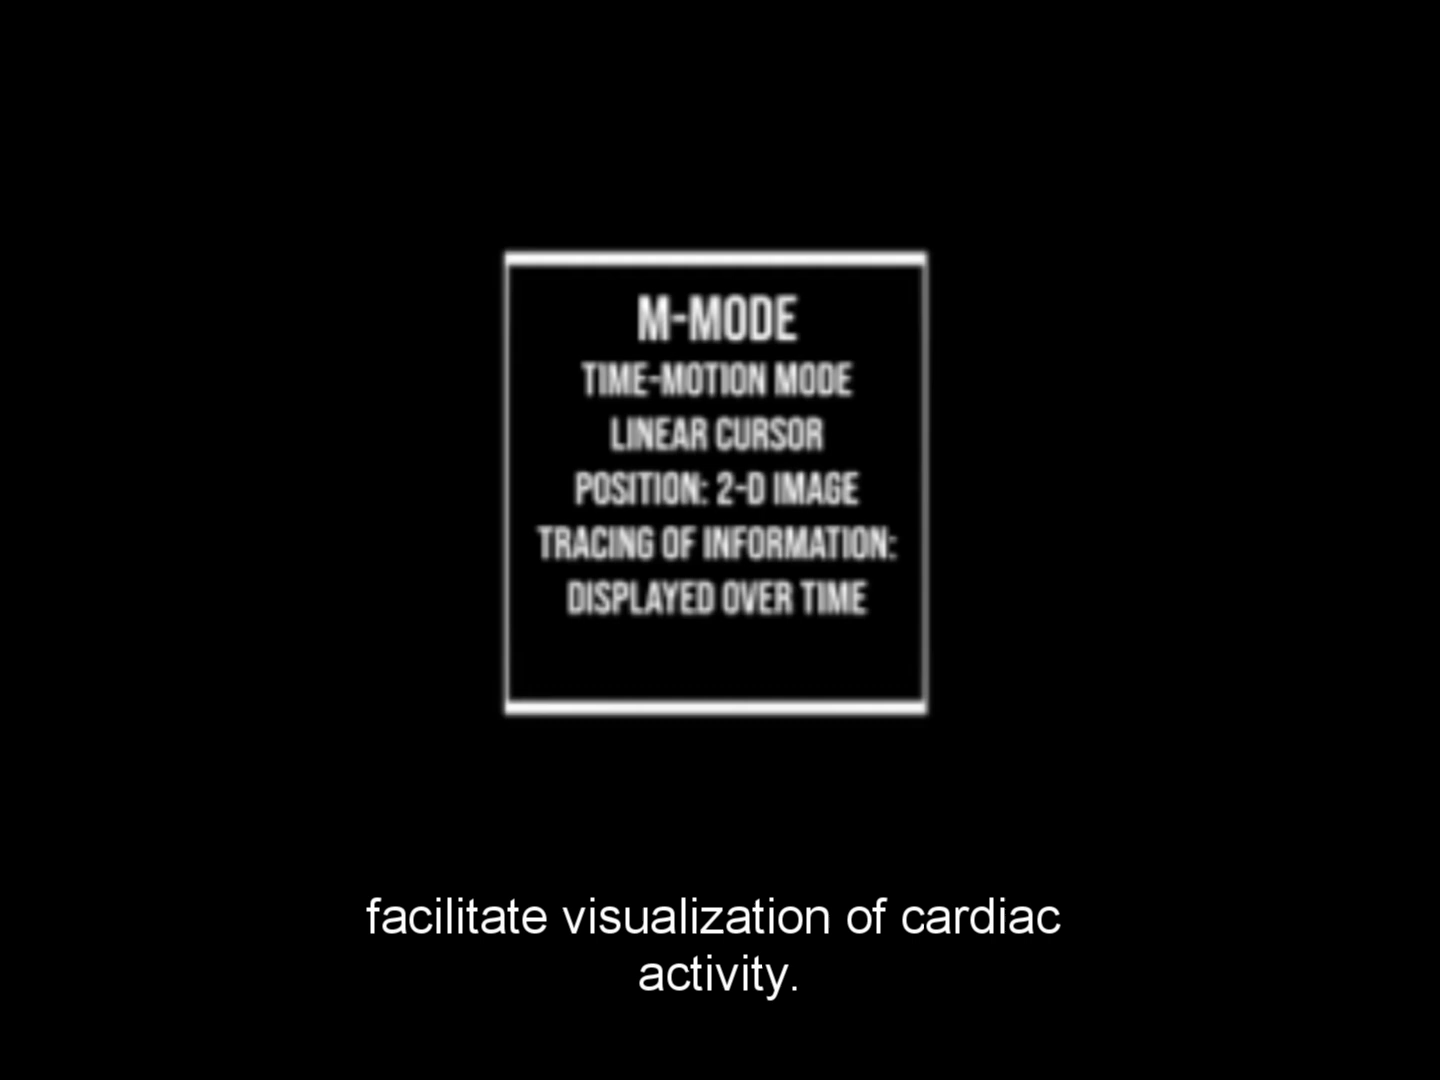 M-MODE
TIME-MOTION MODE
LINEAR CURSOR
POSITION: 2-D IMAGE
TRACING OF INFORMATION:
DISPLAYED OVER TIME
facilitate visualization of cardiac
activity.